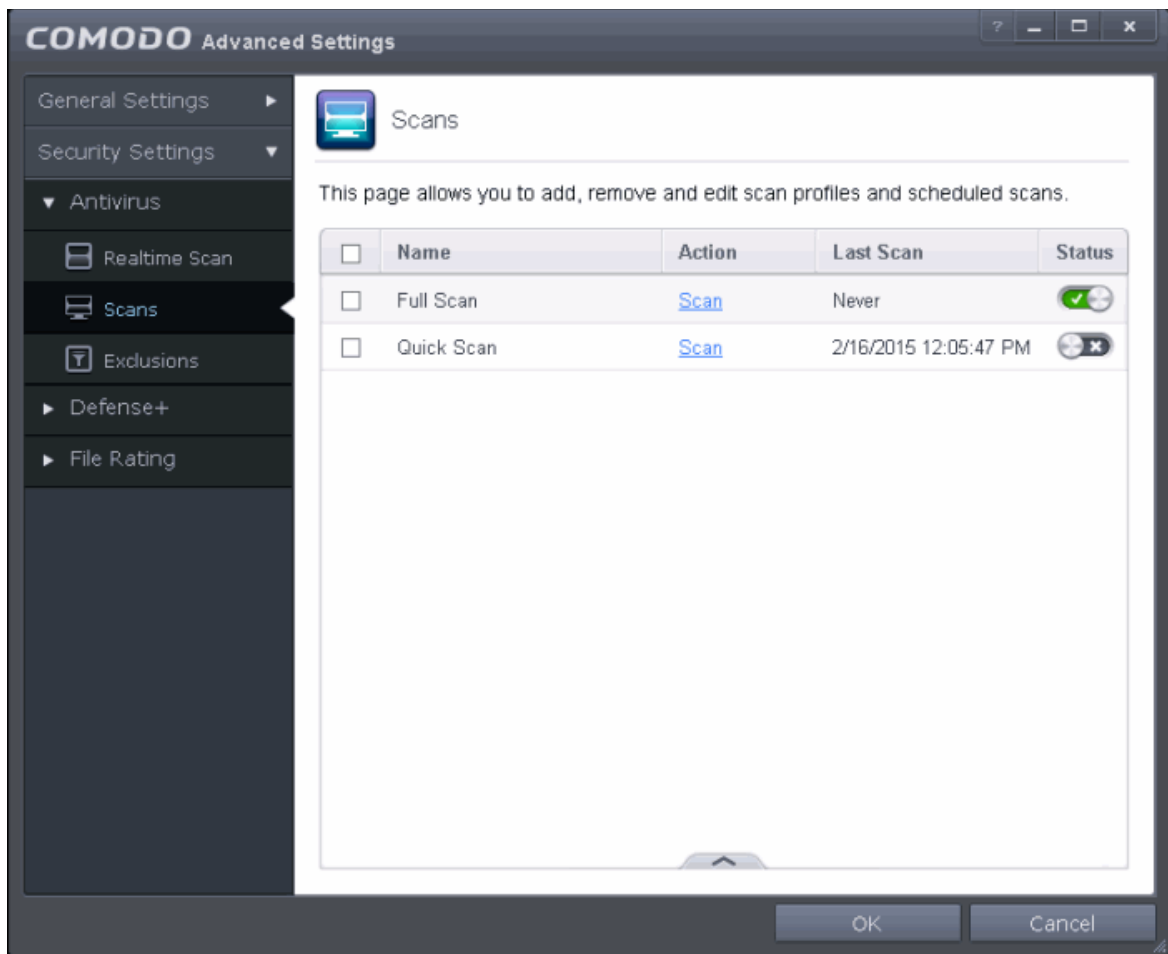 COMODO Advanced Settings
?
General Settings
Security Settings
Antivirus
Realtime Scan
Scans
Exclusions
Defense+
File Rating
Scans
This page allows you to add, remove and edit scan profiles and scheduled scans.
Name Action Last Scan Status
Full Scan Scan Never
Quick Scan Scan 2/16/2015 12:05:47 PM
OK Cancel